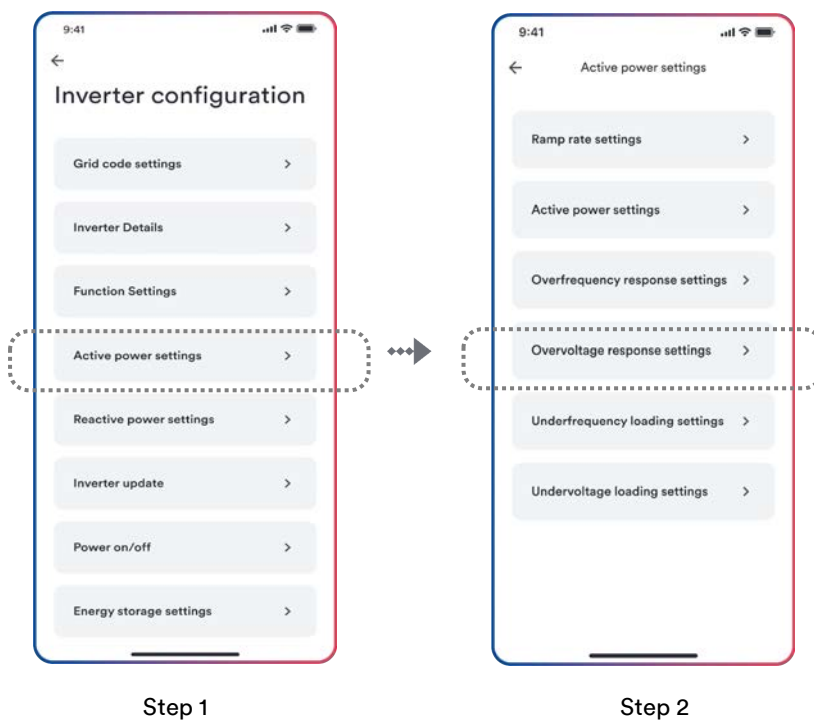 9:41
Inverter configuration
Grid code settings
Inverter Details
Function Settings
Active power settings
Reactive power settings
Inverter update
Power on/off
Energy storage settings
Step 1
9:41
Active power settings
Ramp rate settings
Active power settings
Overfrequency response settings
Overvoltage response settings
Underfrequency loading settings
Undervoltage loading settings
Step 2